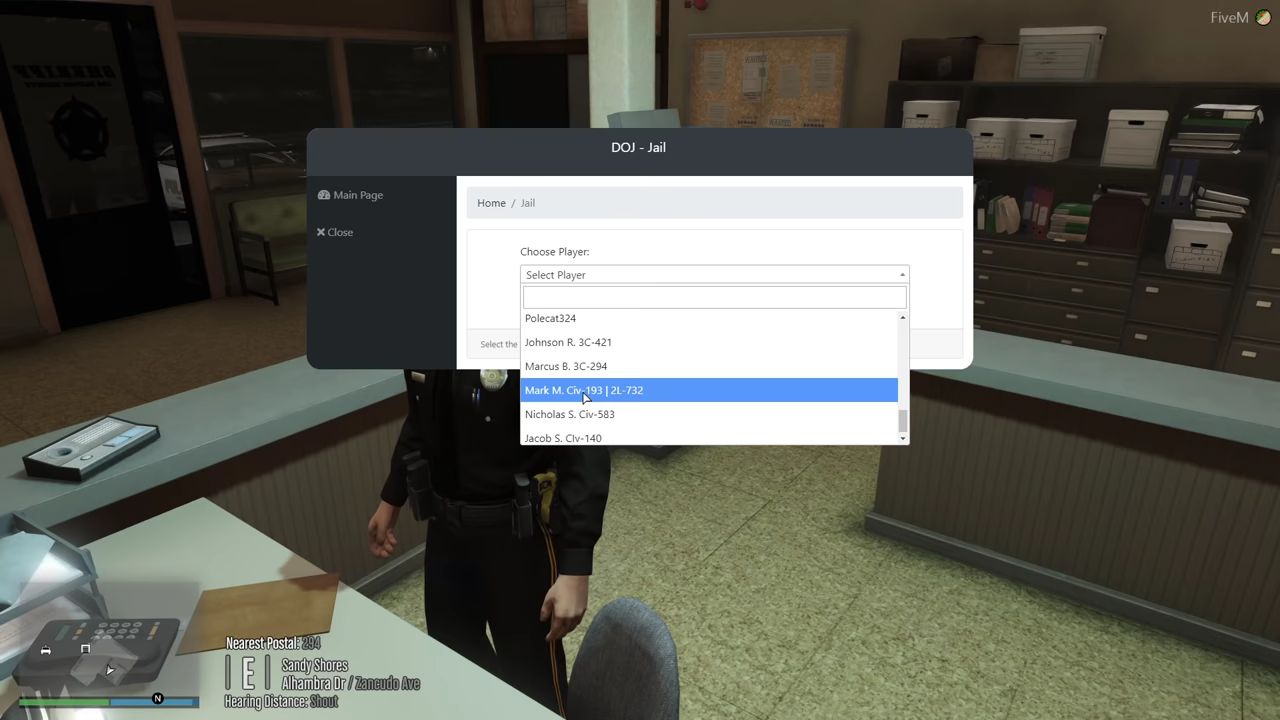 FiveM
DOJ - Jail
Main Page
Close
Home / Jail
Choose Player:
Select Player
Polecat324
Johnson R. 3C-421
Marcus B. 3C-294
Mark M. Civ-193 | 2L-732
Nicholas S. Civ-583
Jacob S. CIv-140
Select the
Nearest Postal: 294
| E | Sandy Shores
Alhambra Dr / Zancudo Ave
Hearing Distance: Shout
N